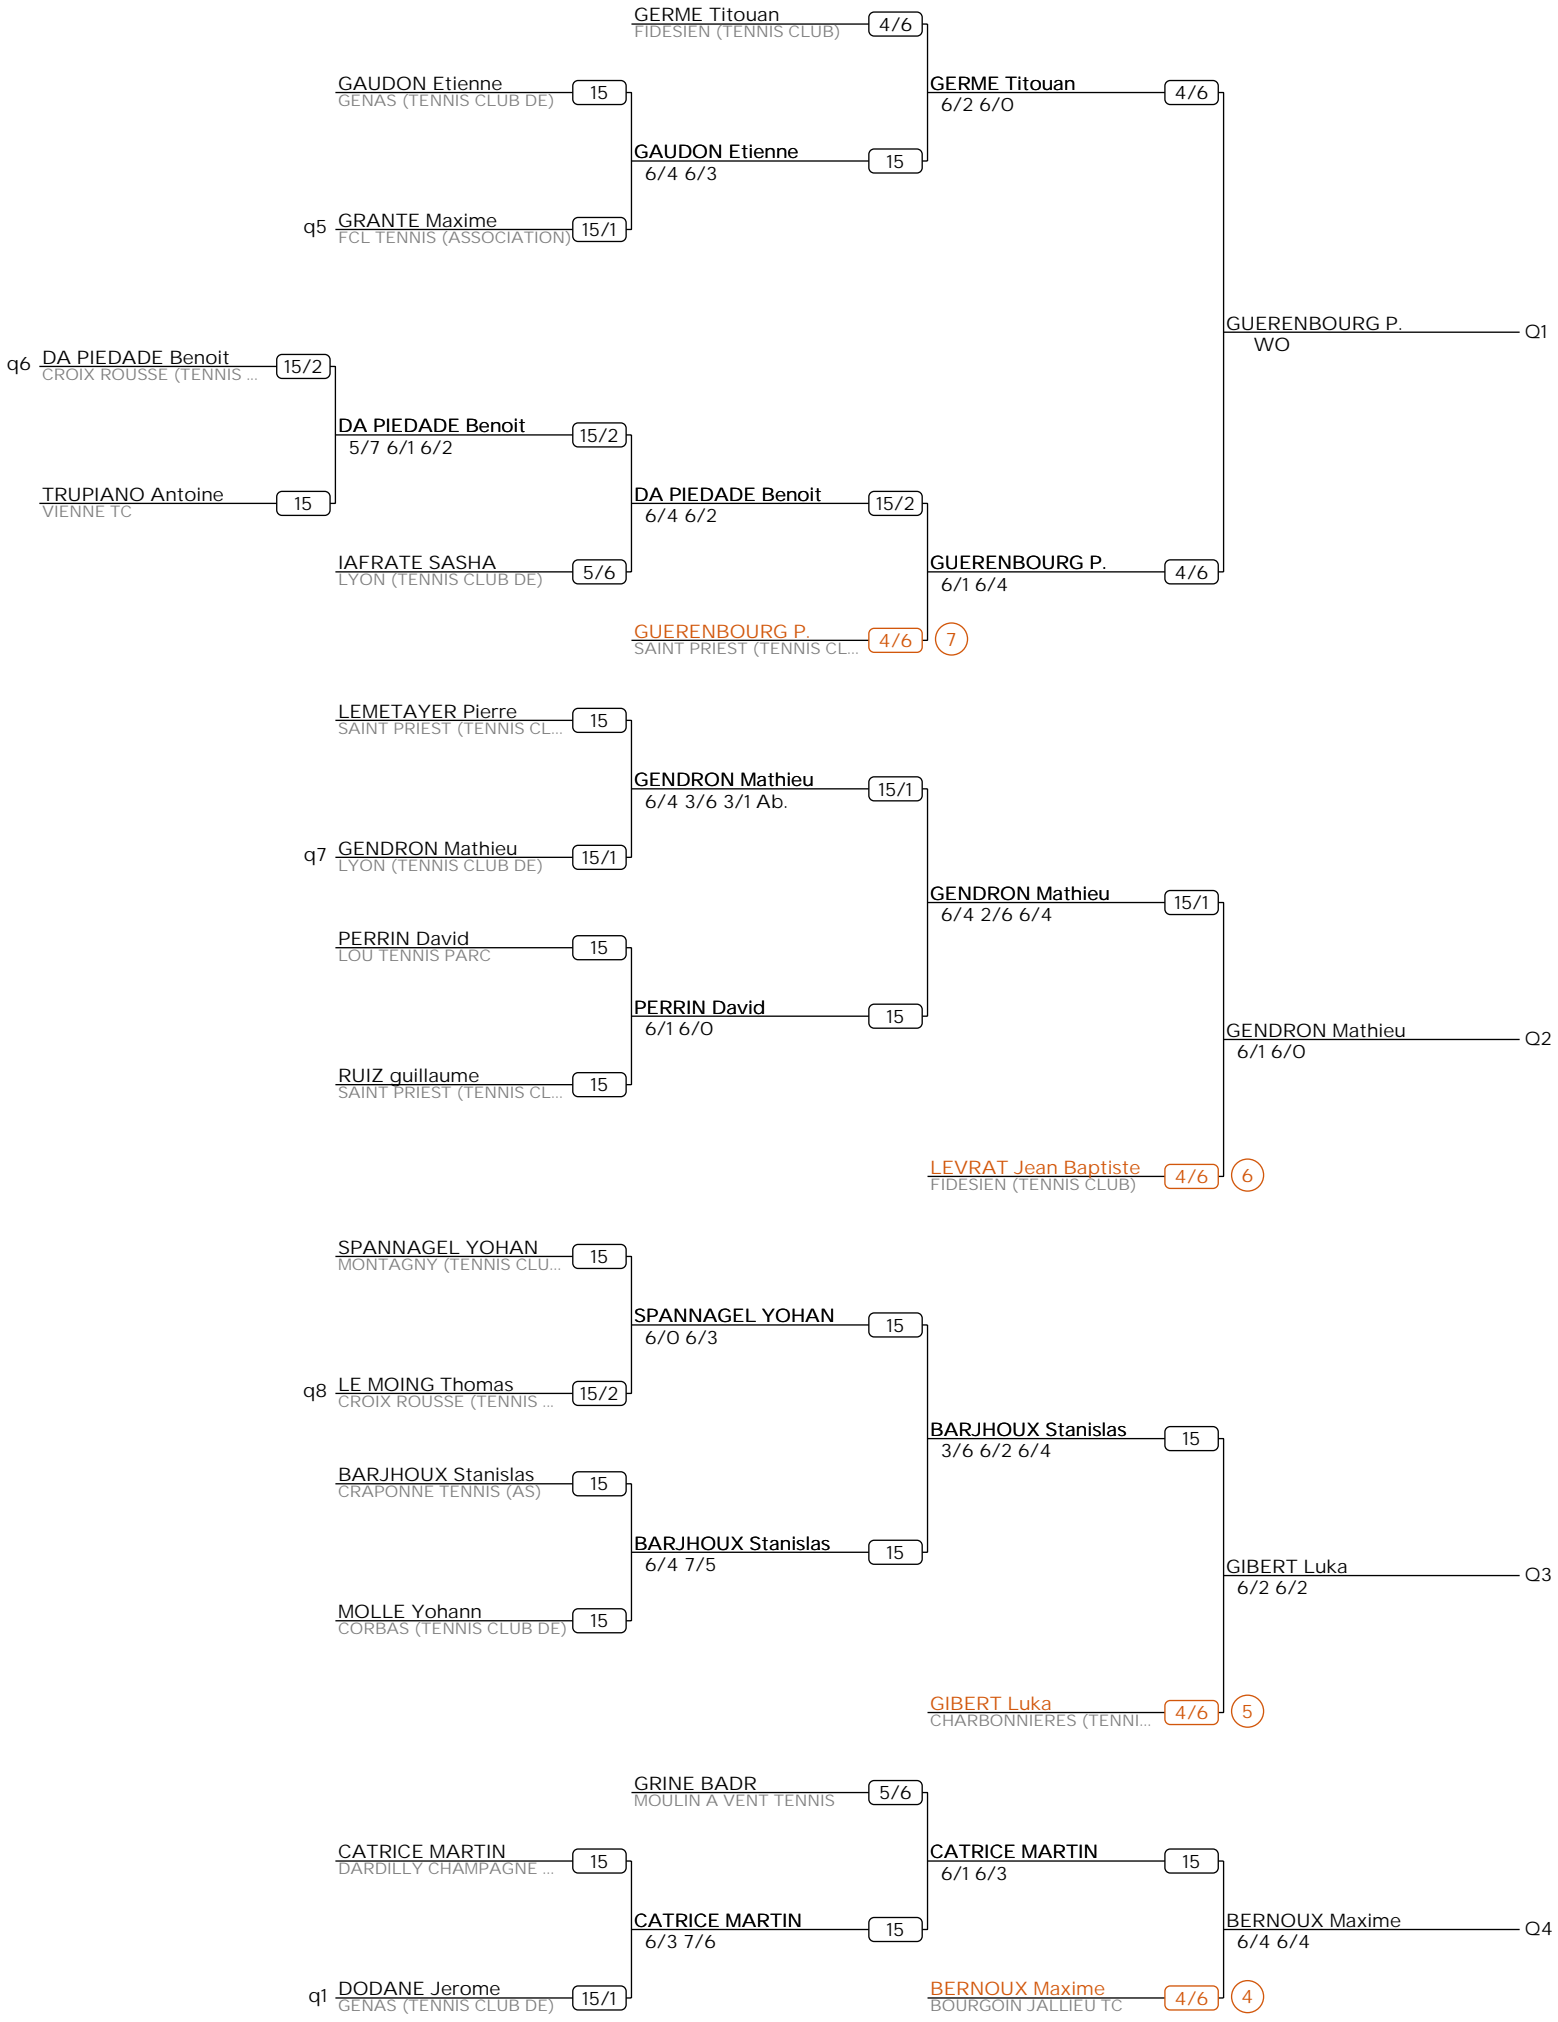 GERME Titouan
FIDESIEN (TENNIS CLUB)
4/6
GAUDON Etienne
GENAS (TENNIS CLUB DE)
15
GERME Titouan
6/2 6/0
4/6
GAUDON Etienne
6/4 6/3
15
q5
GRANTE Maxime
FCL TENNIS (ASSOCIATION)
15/1
GUERENBOURG P.
WO
Q1
q6
DA PIEDADE Benoit
CROIX ROUSSE (TENNIS ...
15/2
DA PIEDADE Benoit
5/7 6/1 6/2
15/2
TRUPIANO Antoine
VIENNE TC
15
DA PIEDADE Benoit
6/4 6/2
15/2
IAFRATE SASHA
LYON (TENNIS CLUB DE)
5/6
GUERENBOURG P.
6/1 6/4
4/6
GUERENBOURG P.
SAINT PRIEST (TENNIS CL...
4/6
7
LEMETAYER Pierre
SAINT PRIEST (TENNIS CL...
15
GENDRON Mathieu
6/4 3/6 3/1 Ab.
15/1
q7
GENDRON Mathieu
LYON (TENNIS CLUB DE)
15/1
GENDRON Mathieu
6/4 2/6 6/4
15/1
PERRIN David
LOU TENNIS PARC
15
PERRIN David
6/1 6/0
15
GENDRON Mathieu
6/1 6/0
Q2
RUIZ guillaume
SAINT PRIEST (TENNIS CL...
15
LEVRAT Jean Baptiste
FIDESIEN (TENNIS CLUB)
4/6
6
SPANNAGEL YOHAN
MONTAGNY (TENNIS CLU...
15
SPANNAGEL YOHAN
6/0 6/3
15
q8
LE MOING Thomas
CROIX ROUSSE (TENNIS ...
15/2
BARJHOUX Stanislas
3/6 6/2 6/4
15
BARJHOUX Stanislas
CRAPONNE TENNIS (AS)
15
BARJHOUX Stanislas
6/4 7/5
15
GIBERT Luka
6/2 6/2
Q3
MOLLE Yohann
CORBAS (TENNIS CLUB DE)
15
GIBERT Luka
CHARBONNIERES (TENNI...
4/6
5
GRINE BADR
MOULIN A VENT TENNIS
5/6
CATRICE MARTIN
DARDILLY CHAMPAGNE ...
15
CATRICE MARTIN
6/1 6/3
15
CATRICE MARTIN
6/3 7/6
15
BERNOUX Maxime
6/4 6/4
Q4
q1
DODANE Jerome
GENAS (TENNIS CLUB DE)
15/1
BERNOUX Maxime
BOURGOIN JALLIEU TC
4/6
4